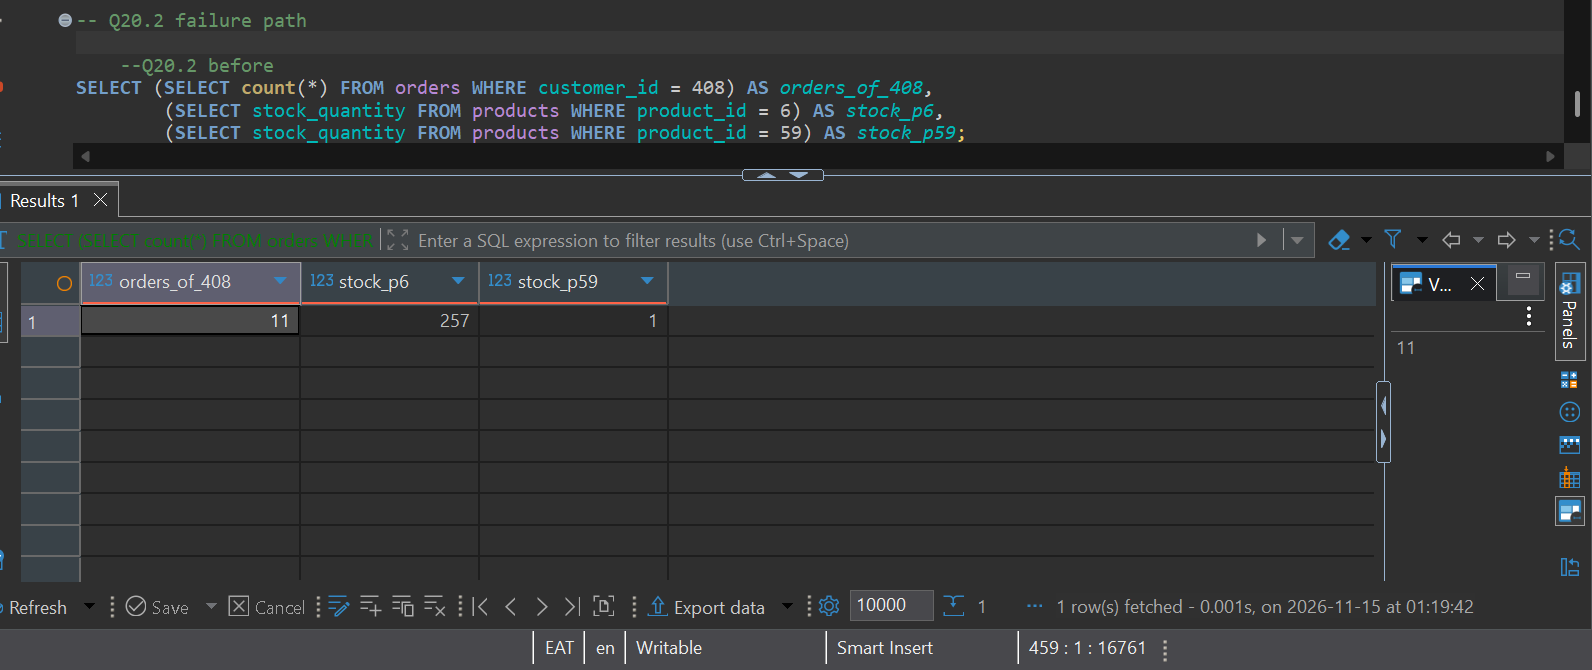 -- Q20.2 failure path
--Q20.2 before
SELECT (SELECT count(*) FROM orders WHERE customer_id = 408) AS orders_of_408,
(SELECT stock_quantity FROM products WHERE product_id = 6) AS stock_p6,
(SELECT stock_quantity FROM products WHERE product_id = 59) AS stock_p59;
Results 1
SELECT (SELECT count(*) FROM orders WHER
Enter a SQL expression to filter results (use Ctrl+Space)
123 orders_of_408 123 stock_p6 123 stock_p59
V...
1 11 257 1
Panels
11
Refresh Save Cancel Export data 10000 1 ... 1 row(s) fetched - 0.001s, on 2026-11-15 at 01:19:42
EAT en Writable Smart Insert 459 : 1 : 16761